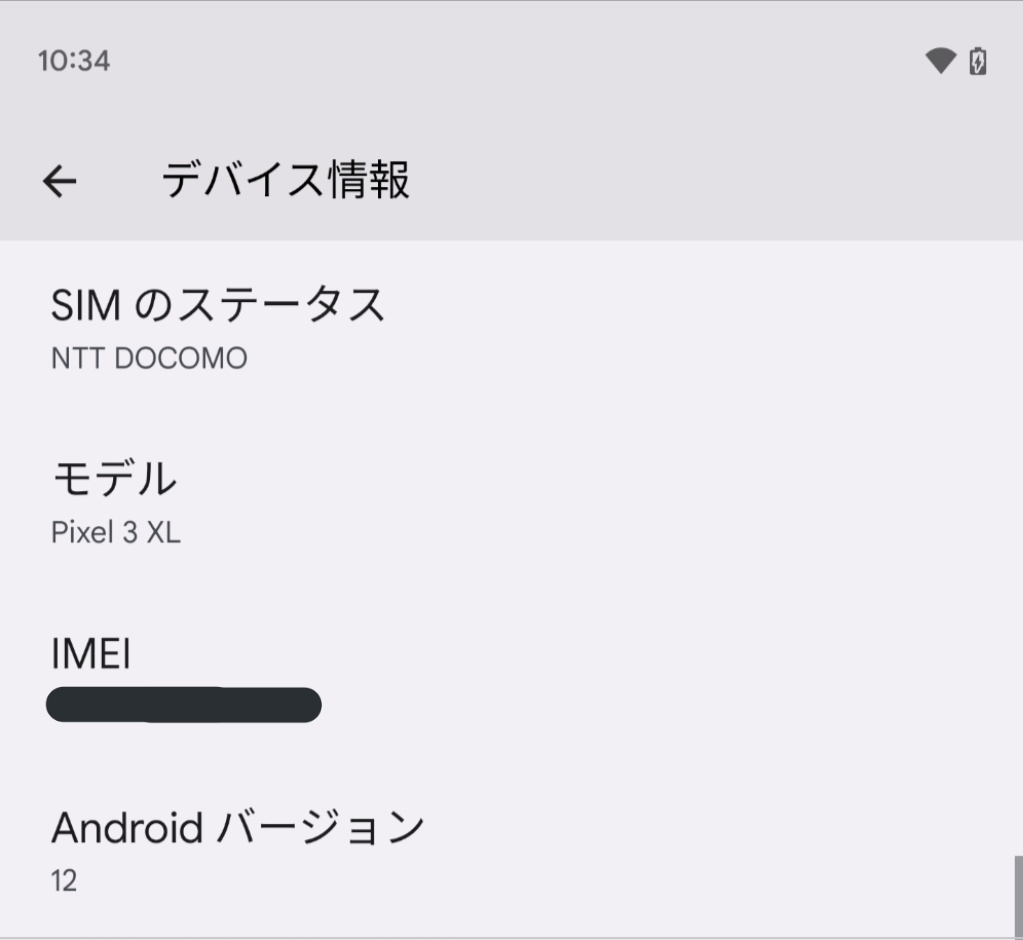 10:34
デバイス情報
SIM のステータス
NTT DOCOMO
モデル
Pixel 3 XL
IMEI
Android バージョン
12